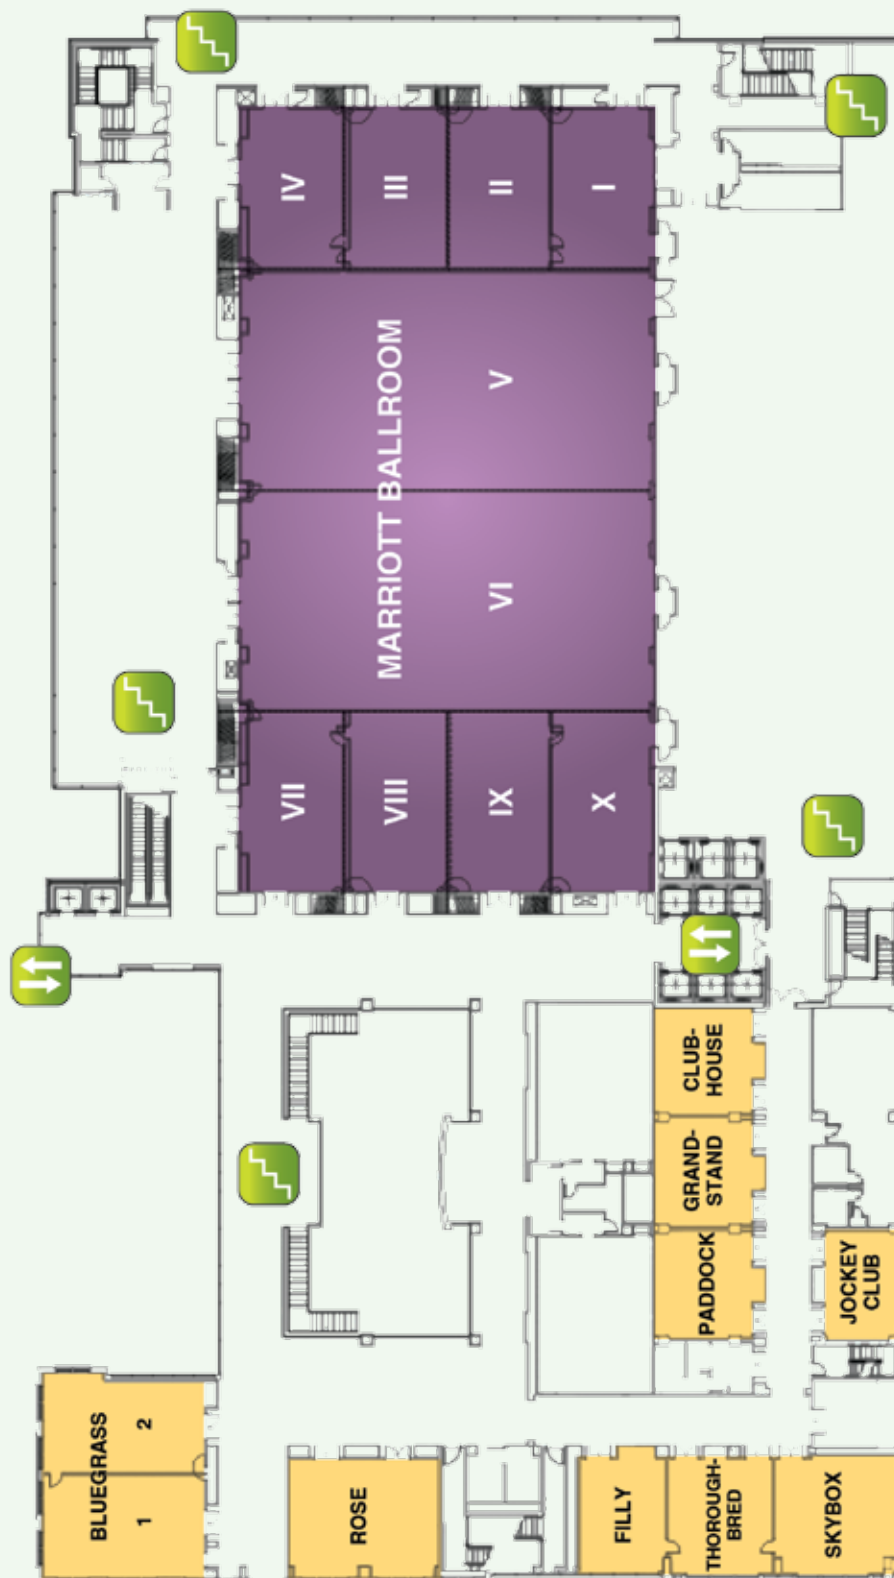 IV
III
II
I
MARRIOTT BALLROOM
V
VI
VII
VIII
IX
X
CLUB-
HOUSE
GRAND-
STAND
PADDOCK
JOCKEY
CLUB
BLUEGRASS
2
1
ROSE
FILLY
THOROUGH-
BRED
SKYBOX